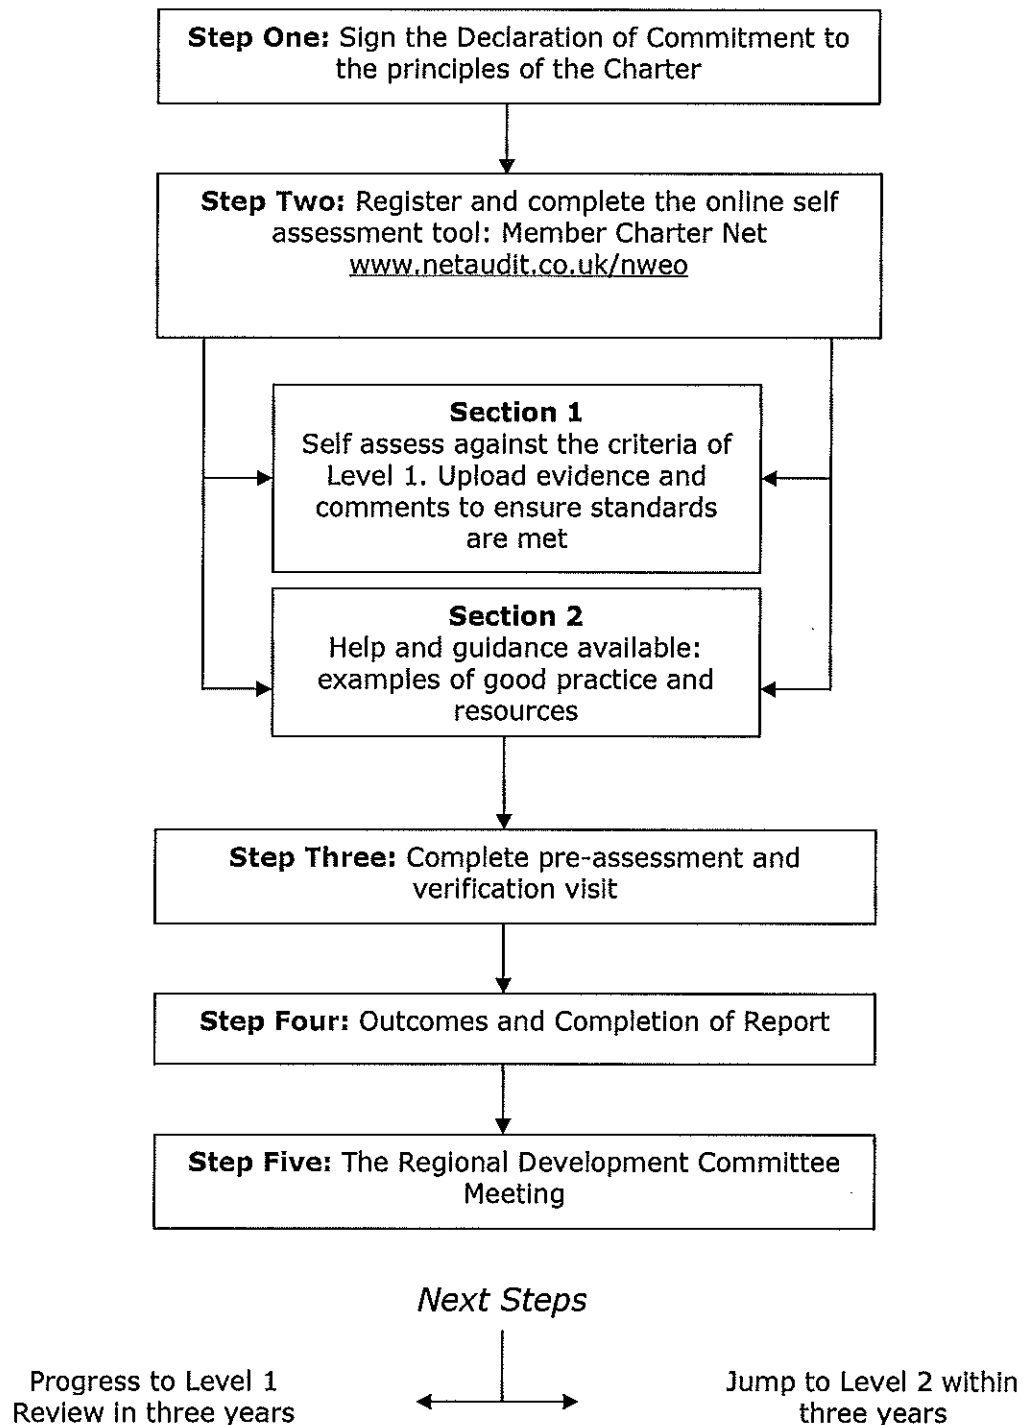 Step One: Sign the Declaration of Commitment to
the principles of the Charter
Step Two: Register and complete the online self
assessment tool: Member Charter Net
www.netaudit.co.uk/nweo
Section 1
Self assess against the criteria of
Level 1. Upload evidence and
comments to ensure standards
are met
Section 2
Help and guidance available:
examples of good practice and
resources
Step Three: Complete pre-assessment and
verification visit
Step Four: Outcomes and Completion of Report
Step Five: The Regional Development Committee
Meeting
Next Steps
Progress to Level 1
Review in three years
Jump to Level 2 within
three years